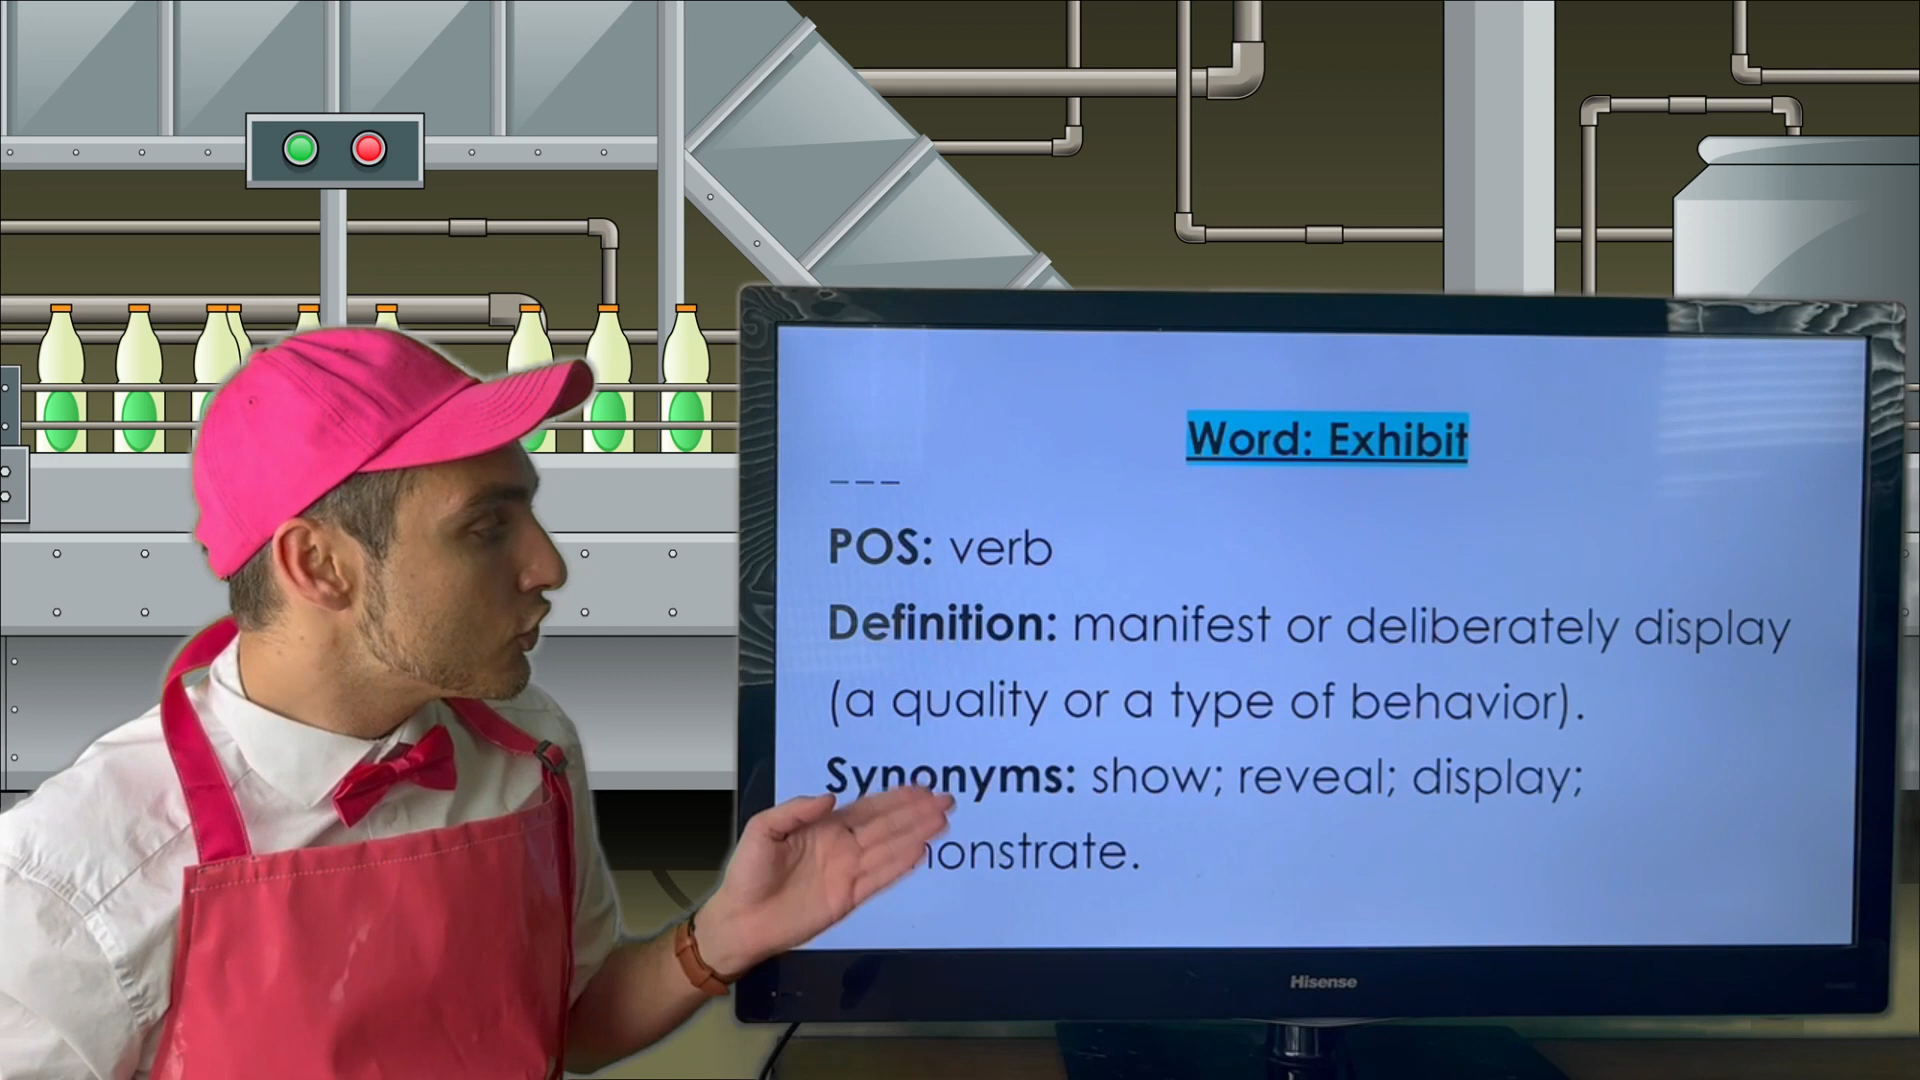 Word: Exhibit
---
POS: verb
Definition: manifest or deliberately display
(a quality or a type of behavior).
Synonyms: show; reveal; display;
Hisense